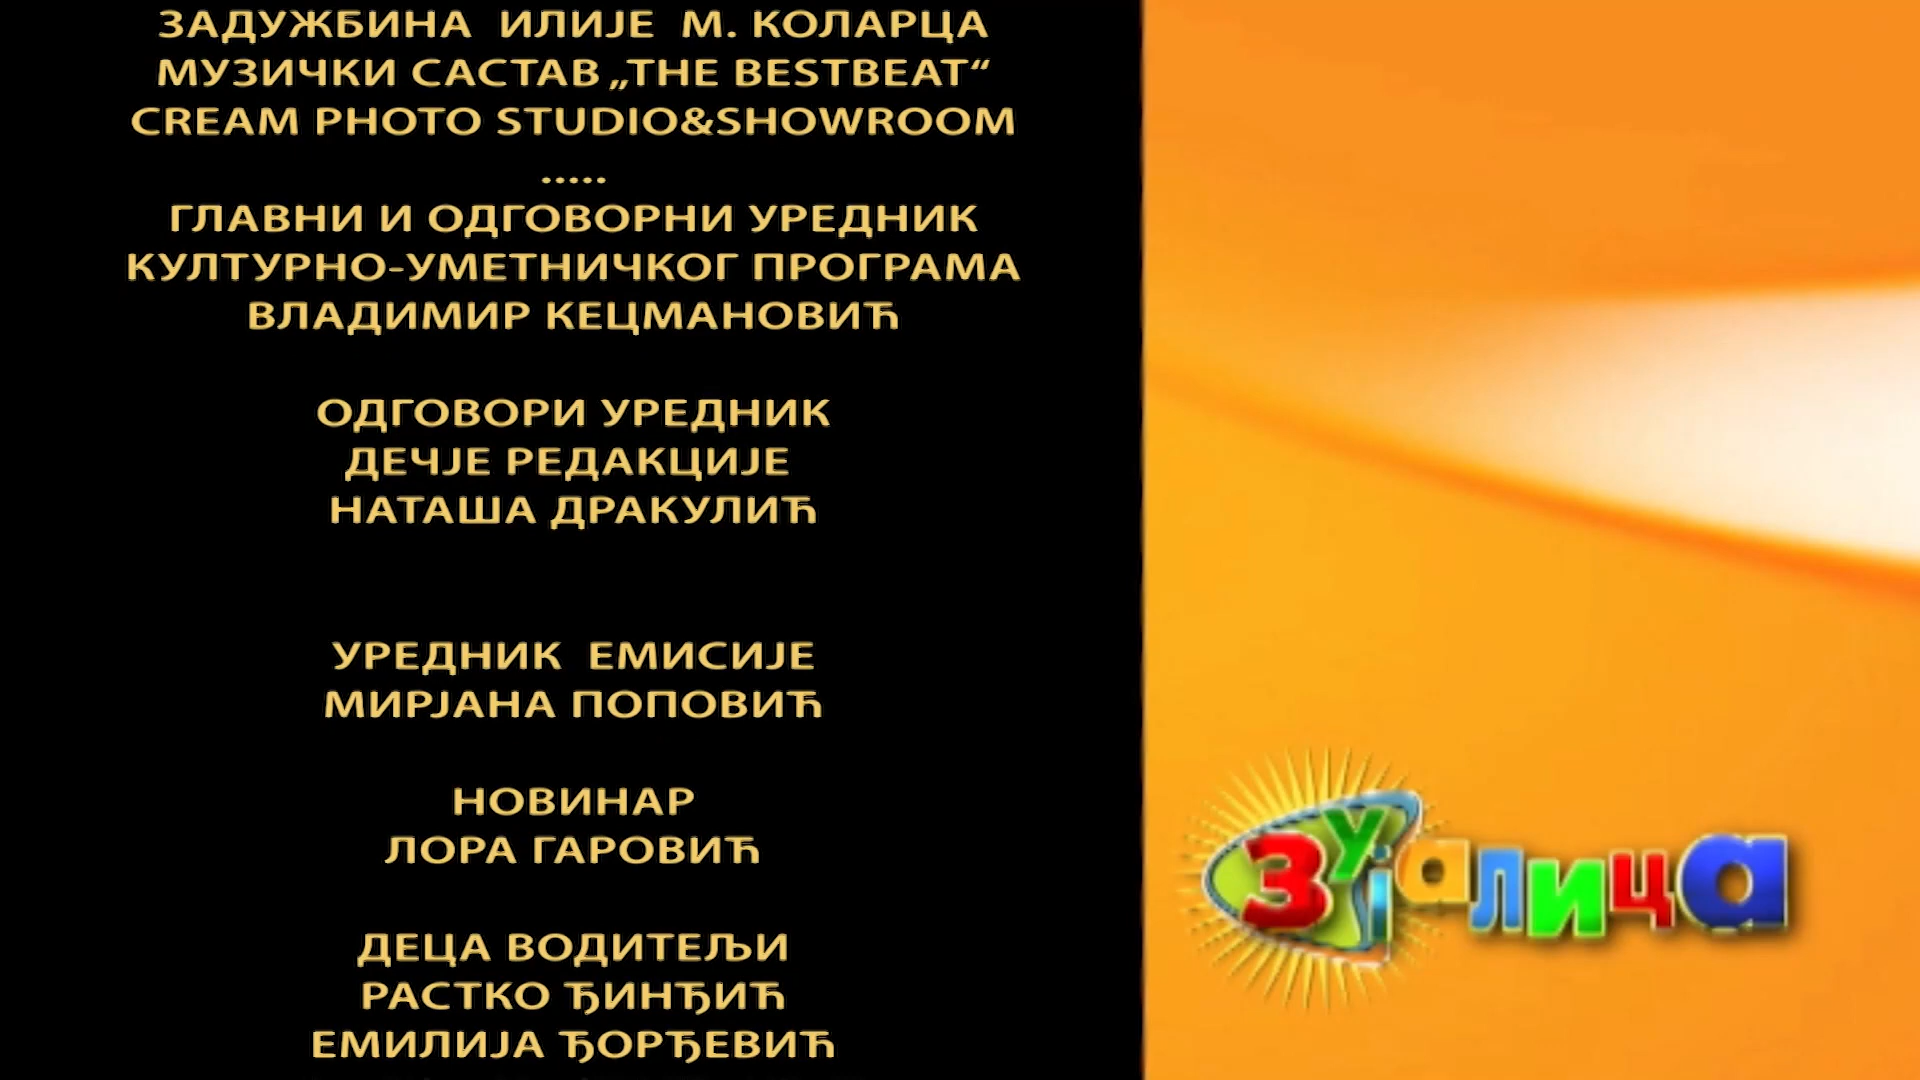 ЗАДУЖБИНА ИЛИЈЕ М. КОЛАРЦА
МУЗИЧКИ САСТАВ „THE BESTBEAT“
CREAM PHOTO STUDIO&SHOWROOM
.....
ГЛАВНИ И ОДГОВОРНИ УРЕДНИК
КУЛТУРНО-УМЕТНИЧКОГ ПРОГРАМА
ВЛАДИМИР КЕЦМАНОВИЋ
ОДГОВОРИ УРЕДНИК
ДЕЧЈЕ РЕДАКЦИЈЕ
НАТАША ДРАКУЛИЋ
УРЕДНИК ЕМИСИЈЕ
МИРЈАНА ПОПОВИЋ
НОВИНАР
ЛОРА ГАРОВИЋ
ДЕЦА ВОДИТЕЉИ
РАСТКО ЂИНЂИЋ
ЕМИЛИЈА ЂОРЂЕВИЋ
Зујалица